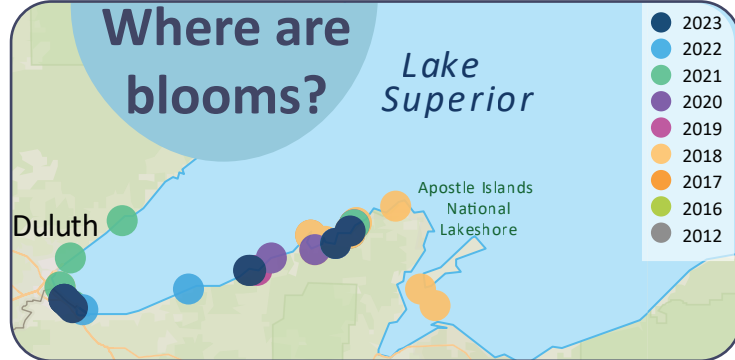 Where are
blooms?
Lake
Superior
Duluth
Apostle Islands
National
Lakeshore
2023
2022
2021
2020
2019
2018
2017
2016
2012